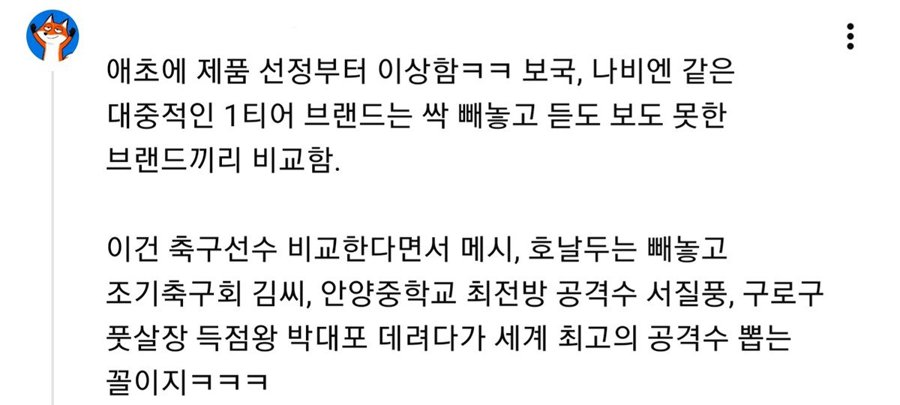 애초에 제품 선정부터 이상함ㅋㅋ 보국, 나비엔 같은
대중적인 1티어 브랜드는 싹 빼놓고 듣도 보도 못한
브랜드끼리 비교함.
이건 축구선수 비교한다면서 메시, 호날두는 빼놓고
조기축구회 김씨, 안양중학교 최전방 공격수 서질풍, 구로구
풋살장 득점왕 박대포 데려다가 세계 최고의 공격수 뽑는
꼴이지ㅋㅋㅋ